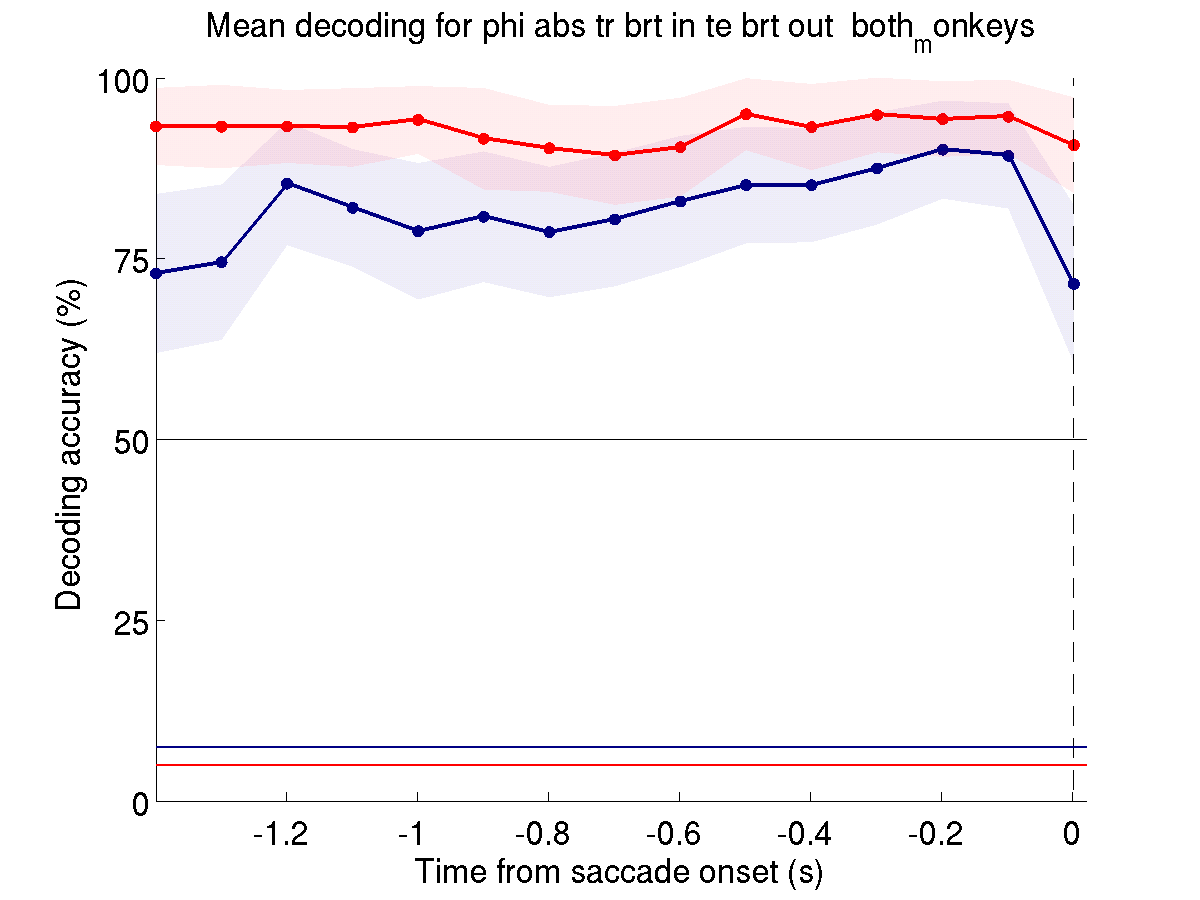 Mean decoding for phi abs tr brt in te brt out  both_monkeys
100
75
50
25
0
Decoding accuracy (%)
-1.2 -1 -0.8 -0.6 -0.4 -0.2 0
Time from saccade onset (s)